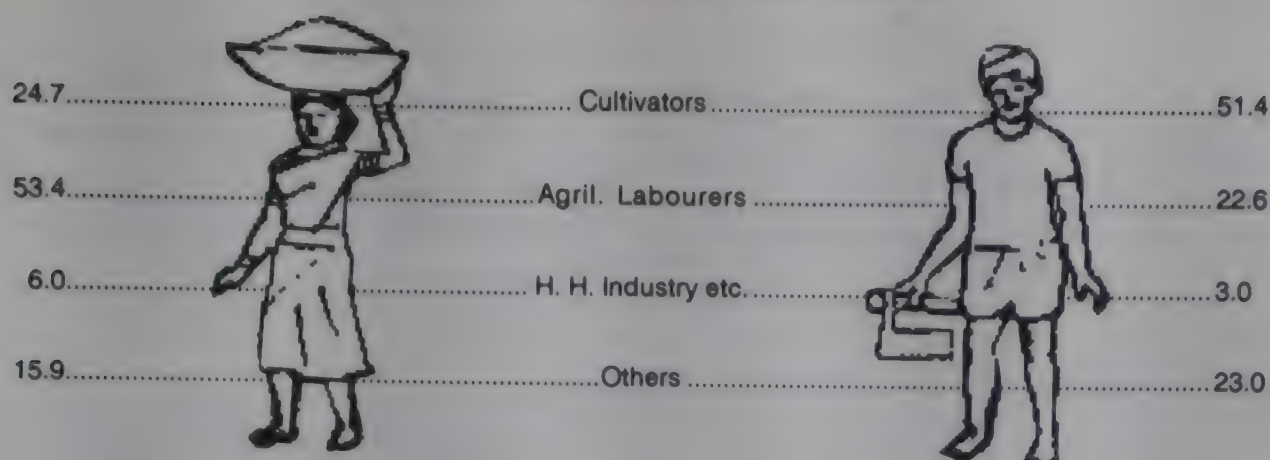 24.7 Cultivators 51.4
53.4 Agril. Labourers 22.6
6.0 H. H. Industry etc. 3.0
15.9 Others 23.0